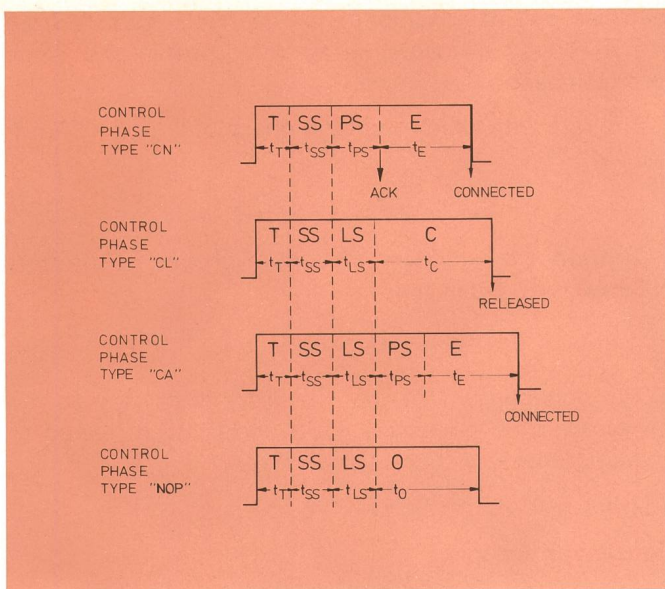 CONTROL
PHASE
TYPE "CN"
T SS PS E
tT tSS tPS tE
ACK CONNECTED
CONTROL
PHASE
TYPE "CL"
T SS LS C
tT tSS tLS tC
RELEASED
CONTROL
PHASE
TYPE "CA"
T SS LS PS E
tT tSS tLS tPS tE
CONNECTED
CONTROL
PHASE
TYPE "NOP"
T SS LS O
tT tSS tLS tO